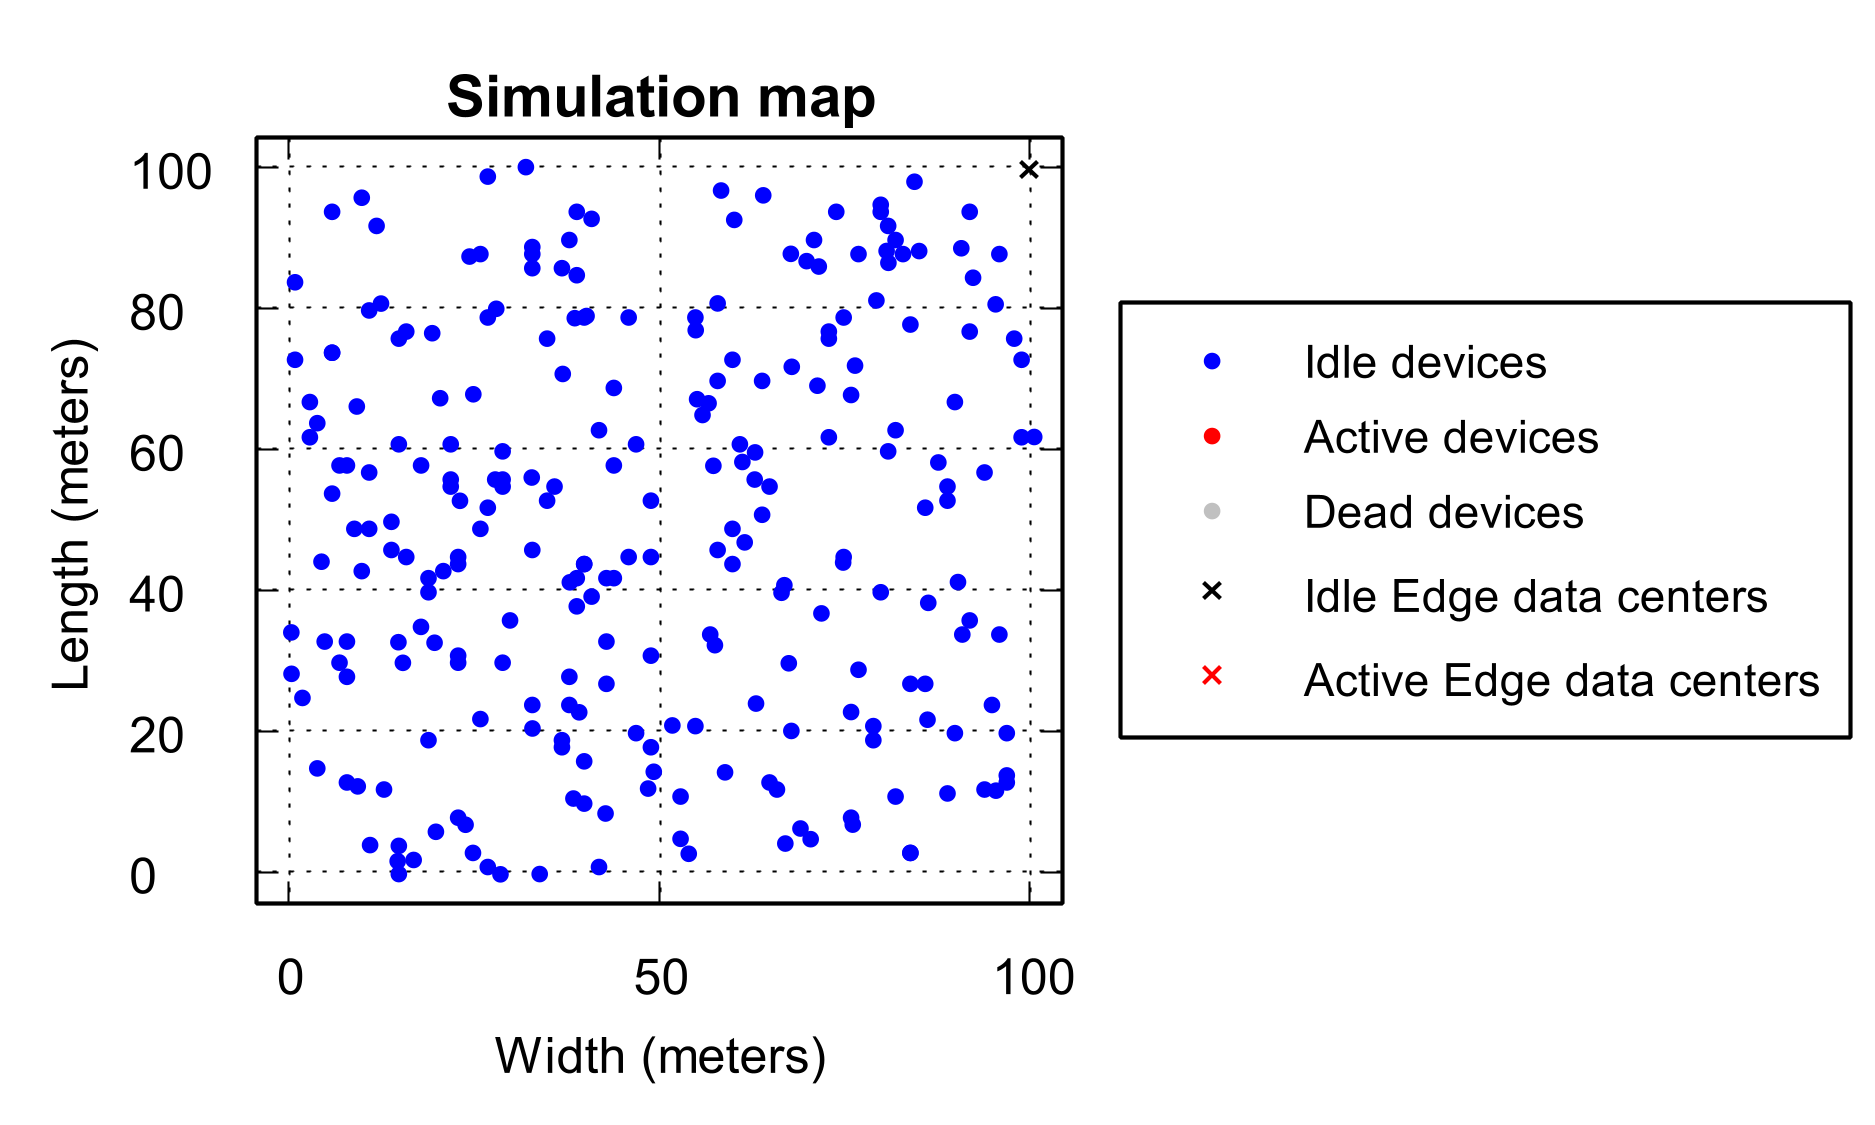 Simulation map
100
80
60
40
20
0
Length (meters)
0 50 100
Width (meters)
Idle devices
Active devices
Dead devices
Idle Edge data centers
Active Edge data centers